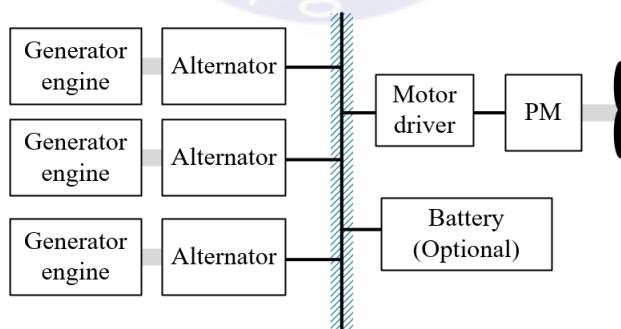 Generator
engine
Alternator
Motor
driver
PM
Generator
engine
Alternator
Battery
(Optional)
Generator
engine
Alternator